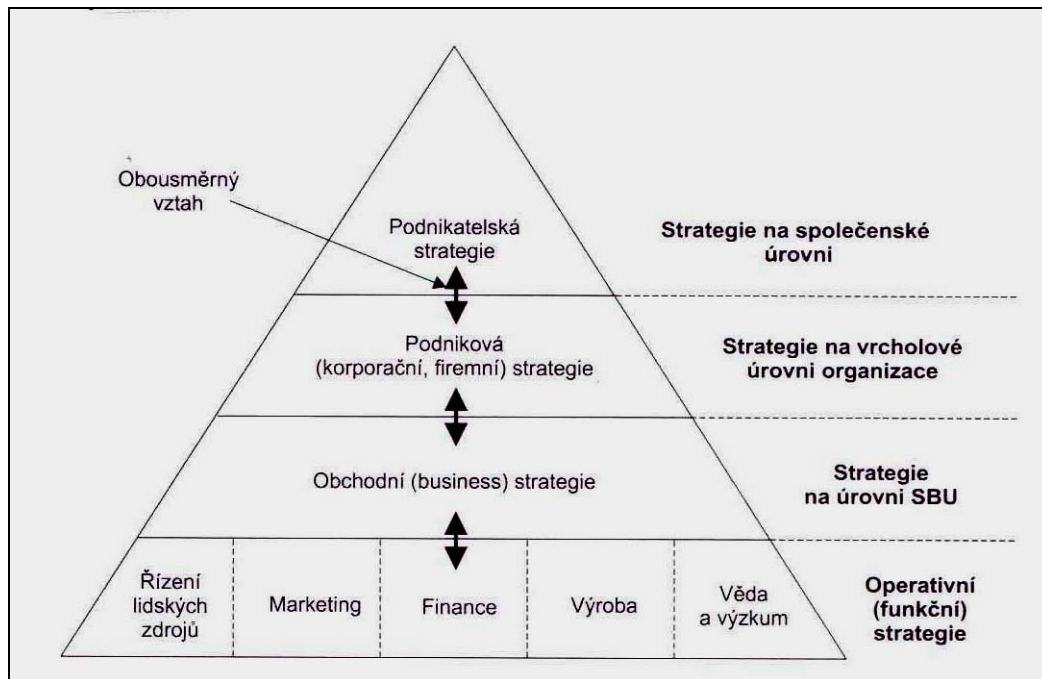 Obousměrný
vztah
Podnikatelská
strategie
Strategie na společenské
úrovni
Podniková
(korporační, firemní) strategie
Strategie na vrcholové
úrovni organizace
Obchodní (business) strategie
Strategie
na úrovni SBU
Řízení
lidských
zdrojů
Marketing
Finance
Výroba
Věda
a výzkum
Operativní
(funkční)
strategie